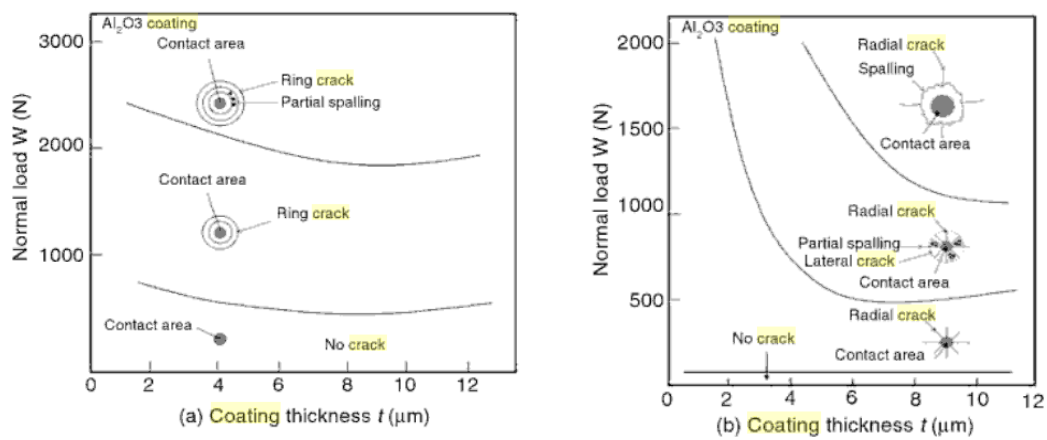 Al₂O3 coating
3000
Contact area
Ring crack
Partial spalling
2000
Contact area
Ring crack
1000
Contact area
No crack
Normal load W (N)
0 2 4 6 8 10 12
(a) Coating thickness t (μm)
Al₂O3 coating
2000
Radial crack
Spalling
1500
Contact area
1000
Radial crack
Partial spalling
Lateral crack
Contact area
500
Radial crack
No crack
Contact area
Normal load W (N)
0 2 4 6 8 10 12
(b) Coating thickness t (μm)